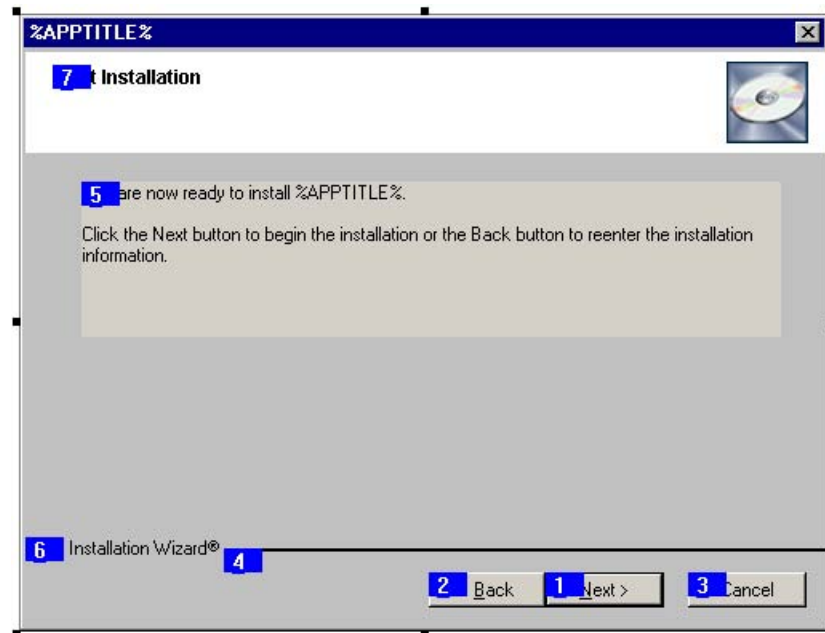 %APPTITLE%
7 t Installation
5 are now ready to install %APPTITLE%.
Click the Next button to begin the installation or the Back button to reenter the installation
information.
6 Installation Wizard®
4
2 Back 1 Next > 3 Cancel